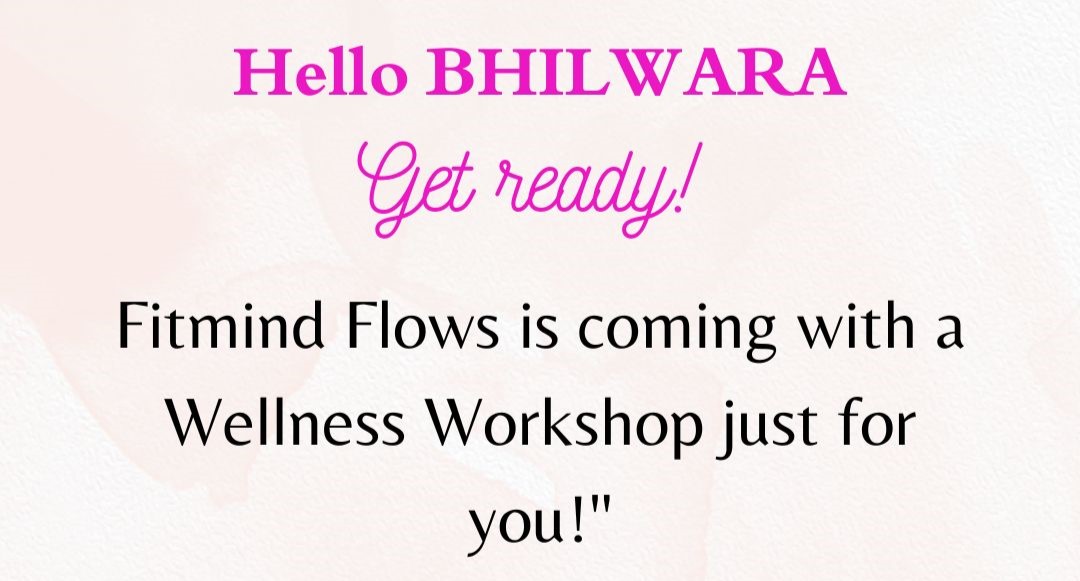 Hello BHILWARA
Get ready!
Fitmind Flows is coming with a
Wellness Workshop just for
you!"